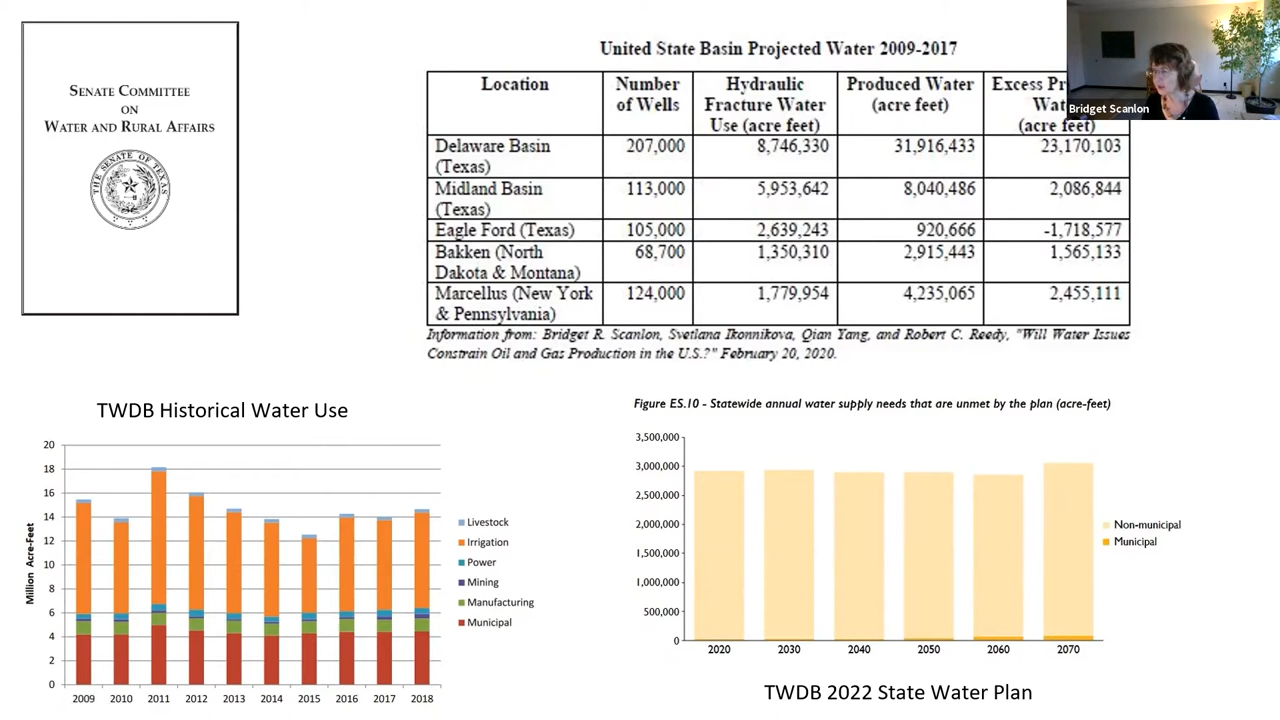 SENATE COMMITTEE
ON
WATER AND RURAL AFFAIRS
THE SENATE OF TEXAS
United State Basin Projected Water 2009-2017
Location Number of Wells Hydraulic Fracture Water Use (acre feet) Produced Water (acre feet) Excess (acre feet)
Delaware Basin (Texas) 207,000 8,746,330 31,916,433 23,170,103
Midland Basin (Texas) 113,000 5,953,642 8,040,486 2,086,844
Eagle Ford (Texas) 105,000 2,639,243 920,666 -1,718,577
Bakken (North Dakota & Montana) 68,700 1,350,310 2,915,443 1,565,133
Marcellus (New York & Pennsylvania) 124,000 1,779,954 4,235,065 2,455,111
Information from: Bridget R. Scanlon, Svetlana Ikonnikova, Qian Yang, and Robert C. Reedy, "Will Water Issues
Constrain Oil and Gas Production in the U.S.?" February 20, 2020.
Bridget Scanlon
TWDB Historical Water Use
Million Acre-Feet
20
18
16
14
12
10
8
6
4
2
0
2009 2010 2011 2012 2013 2014 2015 2016 2017 2018
Livestock
Irrigation
Power
Mining
Manufacturing
Municipal
Figure ES.10 - Statewide annual water supply needs that are unmet by the plan (acre-feet)
3,500,000
3,000,000
2,500,000
2,000,000
1,500,000
1,000,000
500,000
0
2020 2030 2040 2050 2060 2070
Non-municipal
Municipal
TWDB 2022 State Water Plan